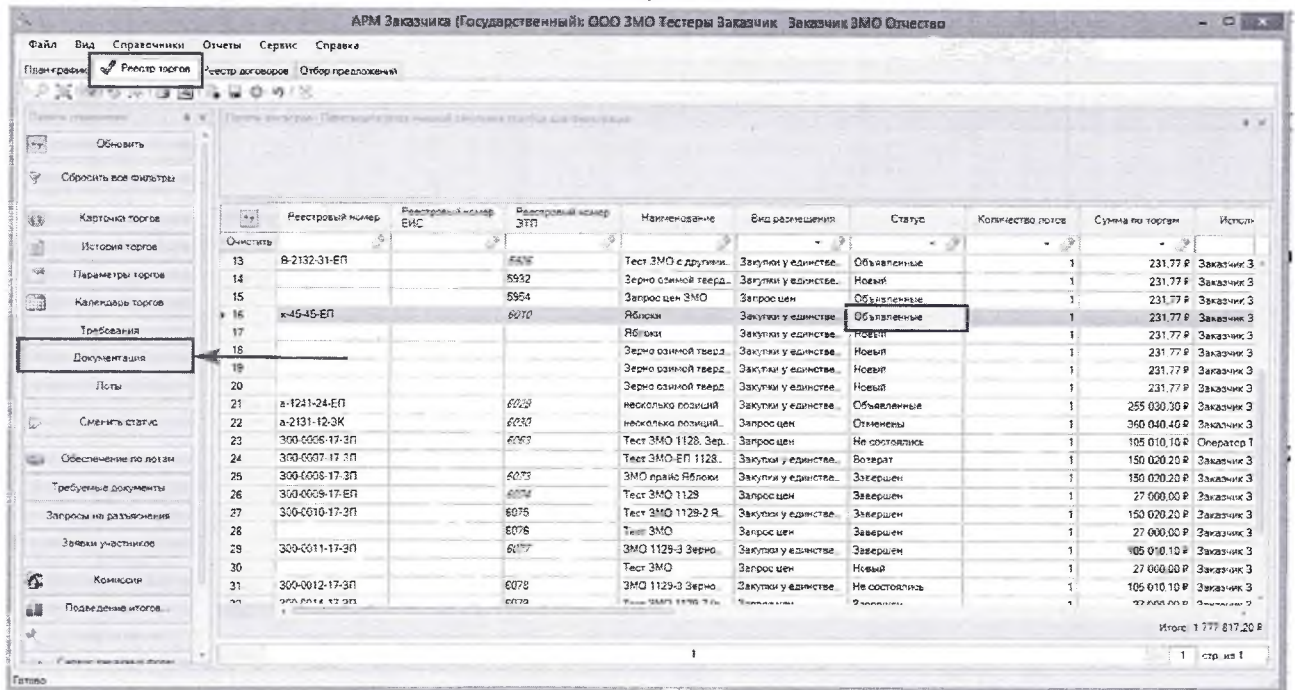 АРМ Заказчика (Государственный): ООО ЗМО Тестеры Заказчик Заказчик ЗМО Отчество
Файл Вид Справочники Отчеты Сервис Справка
План-график Реестр торгов Реестр договоров Отбор предложений
Обновить
Сбросить все фильтры
Карточка торгов
История торгов
Параметры торгов
Календарь торгов
Требования
Документация
Лоты
Сменить статус
Обеспечение по лотам
Требуемые документы
Запросы на разъяснения
Заявки участников
Комиссия
Подведение итогов...
Реестровый номер Реестровый номер ЕИС Реестровый номер ЭТП Наименование Вид размещения Статус Количество лотов Сумма по торгам Исполн
Очистить
13 8-2132-31-ЕП Тест ЗМО с другими... Закупки у единстве... Объявленные 1 231,77 ₽ Заказчик З
14 5932 Зерно озимой тверд... Закупки у единстве... Новый 1 231,77 ₽ Заказчик З
15 5954 Запрос цен ЗМО Запрос цен Объявленные 1 231,77 ₽ Заказчик З
16 к-45-45-ЕП 6010 Яблоки Закупки у единстве... Объявленные 1 231,77 ₽ Заказчик З
17 Яблоки Закупки у единстве... Новый 1 231,77 ₽ Заказчик З
18 Зерно озимой тверд... Закупки у единстве... Новый 1 231,77 ₽ Заказчик З
19 Зерно озимой тверд... Закупки у единстве... Новый 1 231,77 ₽ Заказчик З
20 Зерно озимой тверд... Закупки у единстве... Новый 1 231,77 ₽ Заказчик З
21 а-1241-24-ЕП 6029 несколько позиций Закупки у единстве... Объявленные 1 255 030,30 ₽ Заказчик З
22 а-2131-12-ЗК 6030 несколько позиций... Запрос цен Отменены 1 360 040,40 ₽ Заказчик З
23 300-0006-17-ЗП 6063 Тест ЗМО 1128. Зер... Запрос цен Не состоялись 1 105 010,10 ₽ Оператор Т
24 300-0007-17-ЗП Тест ЗМО-ЕП 1128... Закупки у единстве... Возврат 1 150 020,20 ₽ Заказчик З
25 300-0008-17-ЗП 6073 ЗМО прайс Яблоки Закупки у единстве... Завершен 1 150 020,20 ₽ Заказчик З
26 300-0009-17-ЕП 6074 Тест ЗМО 1129 Запрос цен Завершен 1 27 000,00 ₽ Заказчик З
27 300-0010-17-ЗП 6075 Тест ЗМО 1129-2 Я... Закупки у единстве... Завершен 1 150 020,20 ₽ Заказчик З
28 6076 Тест ЗМО Запрос цен Завершен 1 27 000,00 ₽ Заказчик З
29 300-0011-17-ЗП 6077 ЗМО 1129-3 Зерно... Закупки у единстве... Завершен 1 105 010,10 ₽ Заказчик З
30 Тест ЗМО Запрос цен Новый 1 27 000,00 ₽ Заказчик З
31 300-0012-17-ЗП 6078 ЗМО 1129-3 Зерно... Закупки у единстве... Не состоялись 1 105 010,10 ₽ Заказчик З
Итого: 1 777 817,20 ₽
1 1 стр. из 1
Готово